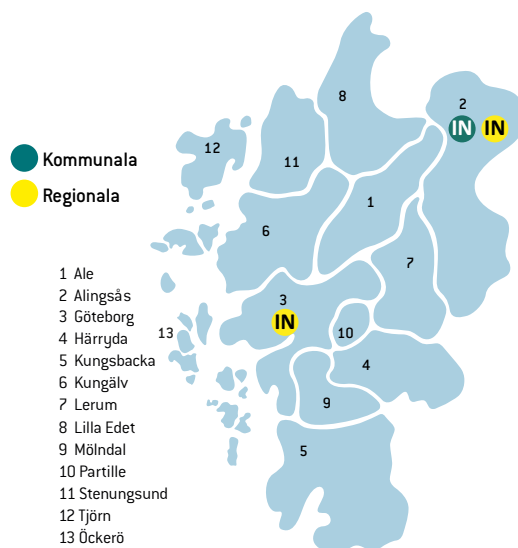 8
2
IN IN
12
Kommunala
11
Regionala
1
6
7
1 Ale
2 Alingsås
3
3 Göteborg
IN
4 Härryda
13
10
5 Kungsbacka
4
6 Kungälv
7 Lerum
9
8 Lilla Edet
9 Mölndal
5
10 Partille
11 Stenungsund
12 Tjörn
13 Öckerö